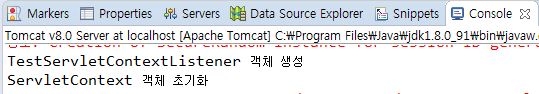 Markers Properties Servers Data Source Explorer Snippets Console
Tomcat v8.0 Server at localhost [Apache Tomcat] C:₩Program Files₩Java₩jdk1.8.0_91₩bin₩javaw.e
TestServletContextListener 객체 생성
ServletContext 객체 초기화